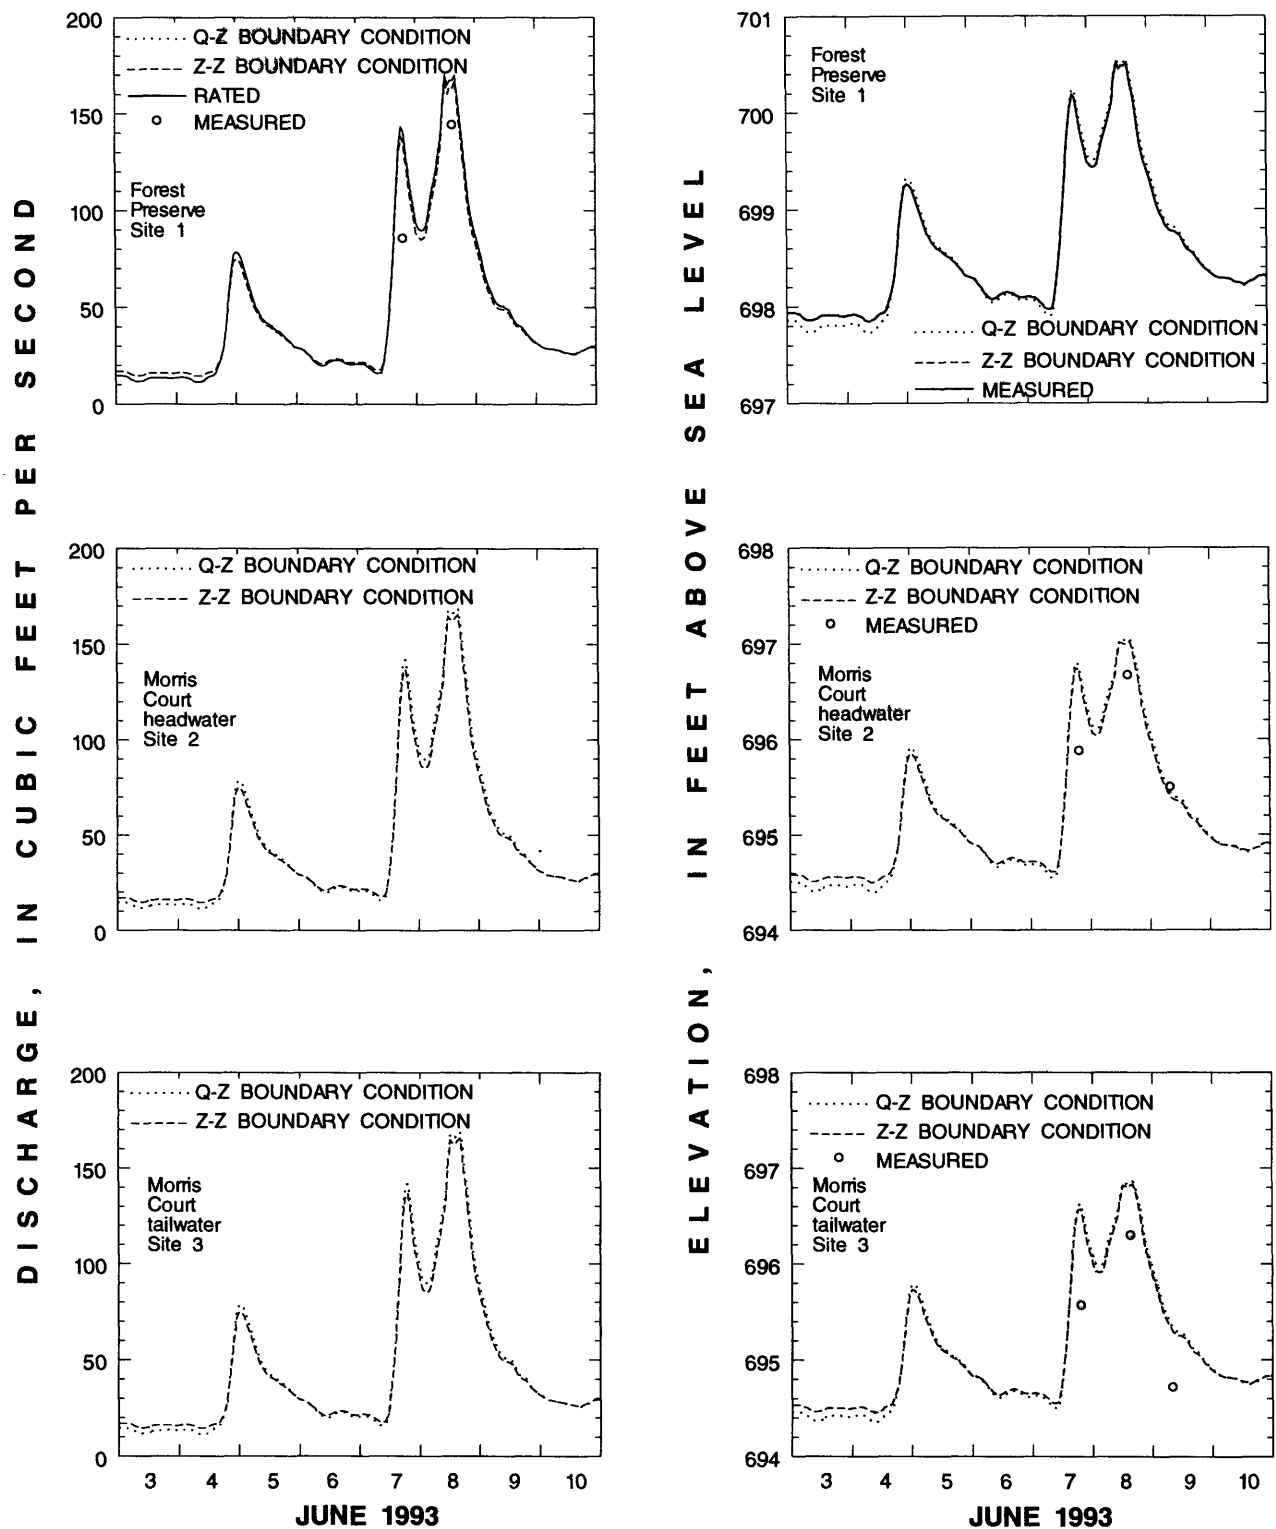 DISCHARGE, IN CUBIC FEET PER SECOND
200
150
100
50
0
Q-Z BOUNDARY CONDITION
Z-Z BOUNDARY CONDITION
RATED
MEASURED
Forest
Preserve
Site 1
200
150
100
50
0
Q-Z BOUNDARY CONDITION
Z-Z BOUNDARY CONDITION
Morris
Court
headwater
Site 2
200
150
100
50
0
Q-Z BOUNDARY CONDITION
Z-Z BOUNDARY CONDITION
Morris
Court
tailwater
Site 3
3 4 5 6 7 8 9 10
JUNE 1993
ELEVATION, IN FEET ABOVE SEA LEVEL
701
700
699
698
697
Forest
Preserve
Site 1
Q-Z BOUNDARY CONDITION
Z-Z BOUNDARY CONDITION
MEASURED
698
697
696
695
694
Q-Z BOUNDARY CONDITION
Z-Z BOUNDARY CONDITION
MEASURED
Morris
Court
headwater
Site 2
698
697
696
695
694
Q-Z BOUNDARY CONDITION
Z-Z BOUNDARY CONDITION
MEASURED
Morris
Court
tailwater
Site 3
3 4 5 6 7 8 9 10
JUNE 1993